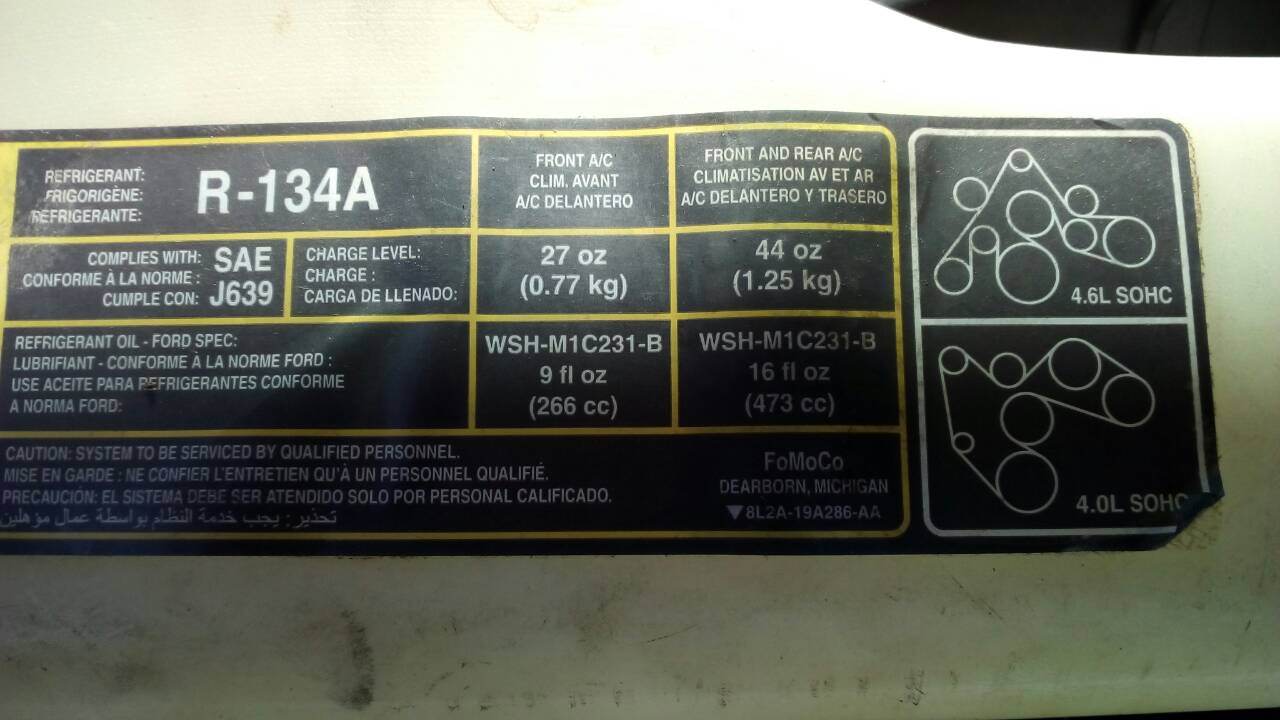 REFRIGERANT:
FRIGORIGÈNE:
REFRIGERANTE:
R-134A
FRONT A/C
CLIM. AVANT
A/C DELANTERO
FRONT AND REAR A/C
CLIMATISATION AV ET AR
A/C DELANTERO Y TRASERO
COMPLIES WITH:
CONFORME À LA NORME :
CUMPLE CON:
SAE
J639
CHARGE LEVEL:
CHARGE :
CARGA DE LLENADO:
27 oz
(0.77 kg)
44 oz
(1.25 kg)
REFRIGERANT OIL - FORD SPEC:
LUBRIFIANT - CONFORME À LA NORME FORD :
USE ACEITE PARA REFRIGERANTES CONFORME
A NORMA FORD:
WSH-M1C231-B
9 fl oz
(266 cc)
WSH-M1C231-B
16 fl oz
(473 cc)
CAUTION: SYSTEM TO BE SERVICED BY QUALIFIED PERSONNEL.
MISE EN GARDE : NE CONFIER L'ENTRETIEN QU'À UN PERSONNEL QUALIFIÉ.
PRECAUCIÓN: EL SISTEMA DEBE SER ATENDIDO SOLO POR PERSONAL CALIFICADO.
تحذير: يجب خدمة النظام بواسطة عمال مؤهلين
FoMoCo
DEARBORN, MICHIGAN
▼8L2A-19A286-AA
4.6L SOHC
4.0L SOHC